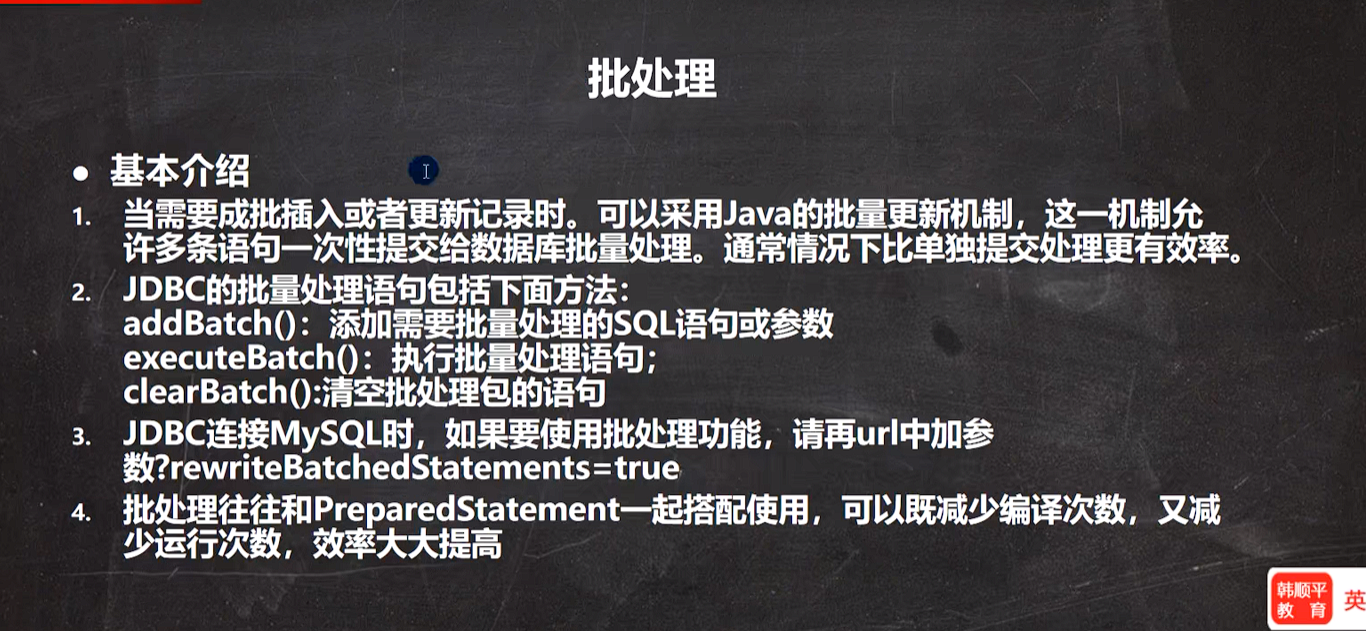 批处理
● 基本介绍
1. 当需要成批插入或者更新记录时。可以采用Java的批量更新机制，这一机制允
许多条语句一次性提交给数据库批量处理。通常情况下比单独提交处理更有效率。
2. JDBC的批量处理语句包括下面方法：
addBatch()：添加需要批量处理的SQL语句或参数
executeBatch()：执行批量处理语句；
clearBatch():清空批处理包的语句
3. JDBC连接MySQL时，如果要使用批处理功能，请再url中加参
数?rewriteBatchedStatements=true
4. 批处理往往和PreparedStatement一起搭配使用，可以既减少编译次数，又减
少运行次数，效率大大提高
韩顺平
教 育
英